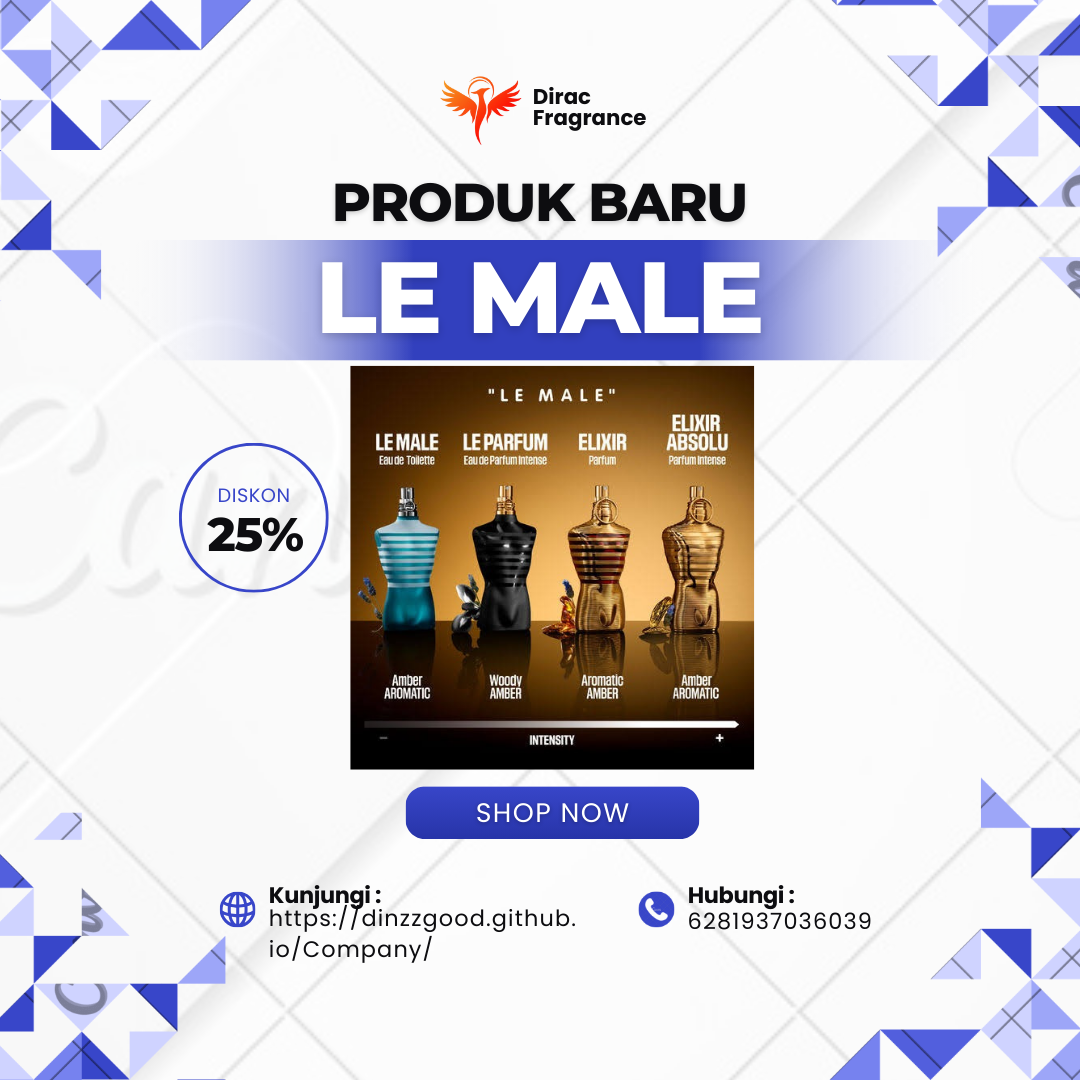 Dirac
Fragrance
PRODUK BARU
LE MALE
"LE MALE"
LE MALE
Eau de Toilette
LE PARFUM
Eau de Parfum Intense
ELIXIR
Parfum
ELIXIR
ABSOLU
Parfum Intense
DISKON
25%
Amber
AROMATIC
Woody
AMBER
Aromatic
AMBER
Amber
AROMATIC
INTENSITY
– +
SHOP NOW
Kunjungi :
https://dinzzgood.github.
io/Company/
Hubungi :
6281937036039